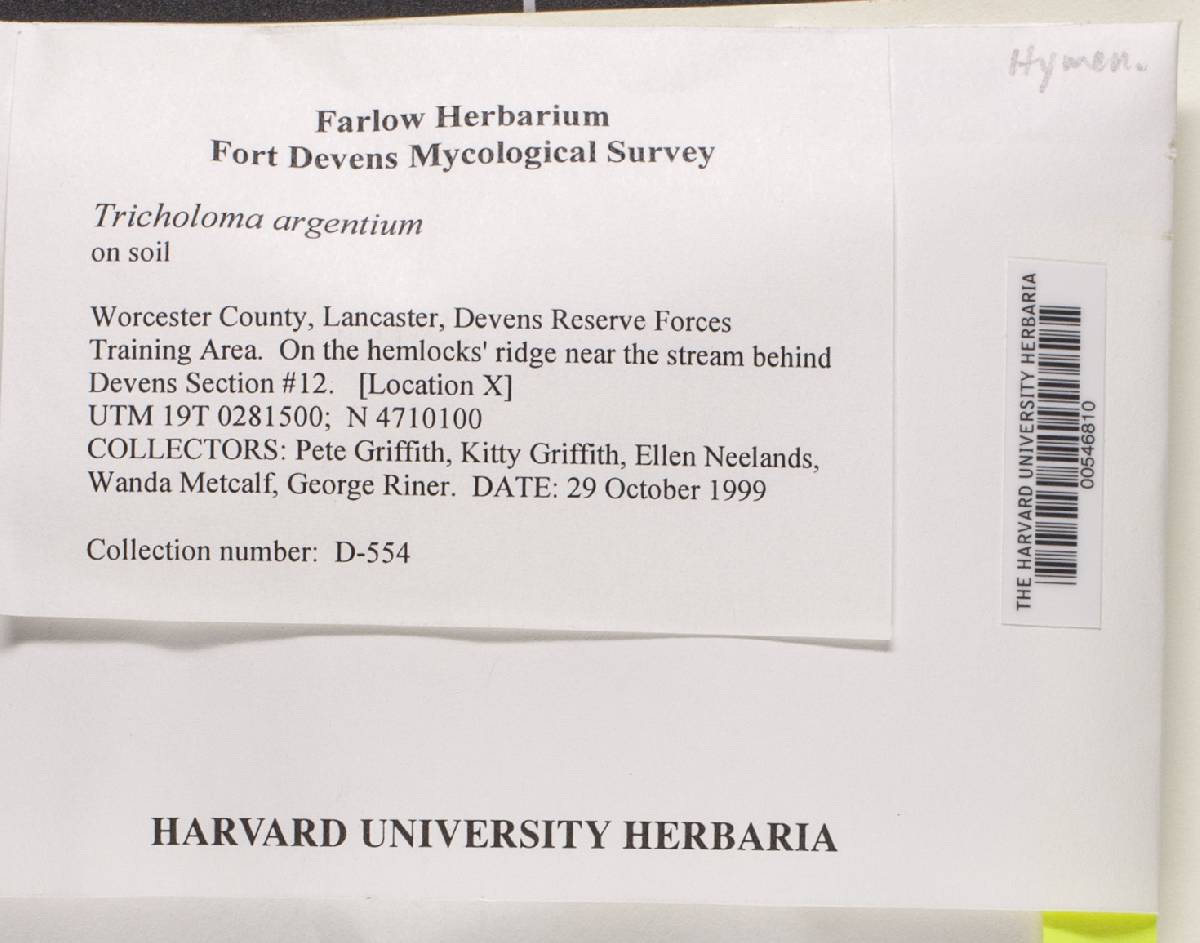 Hymen.
Farlow Herbarium
Fort Devens Mycological Survey
Tricholoma argentium
on soil
Worcester County, Lancaster, Devens Reserve Forces
Training Area. On the hemlocks' ridge near the stream behind
Devens Section #12. [Location X]
UTM 19T 0281500; N 4710100
COLLECTORS: Pete Griffith, Kitty Griffith, Ellen Neelands,
Wanda Metcalf, George Riner. DATE: 29 October 1999
Collection number: D-554
THE HARVARD UNIVERSITY HERBARIA
00546810
HARVARD UNIVERSITY HERBARIA